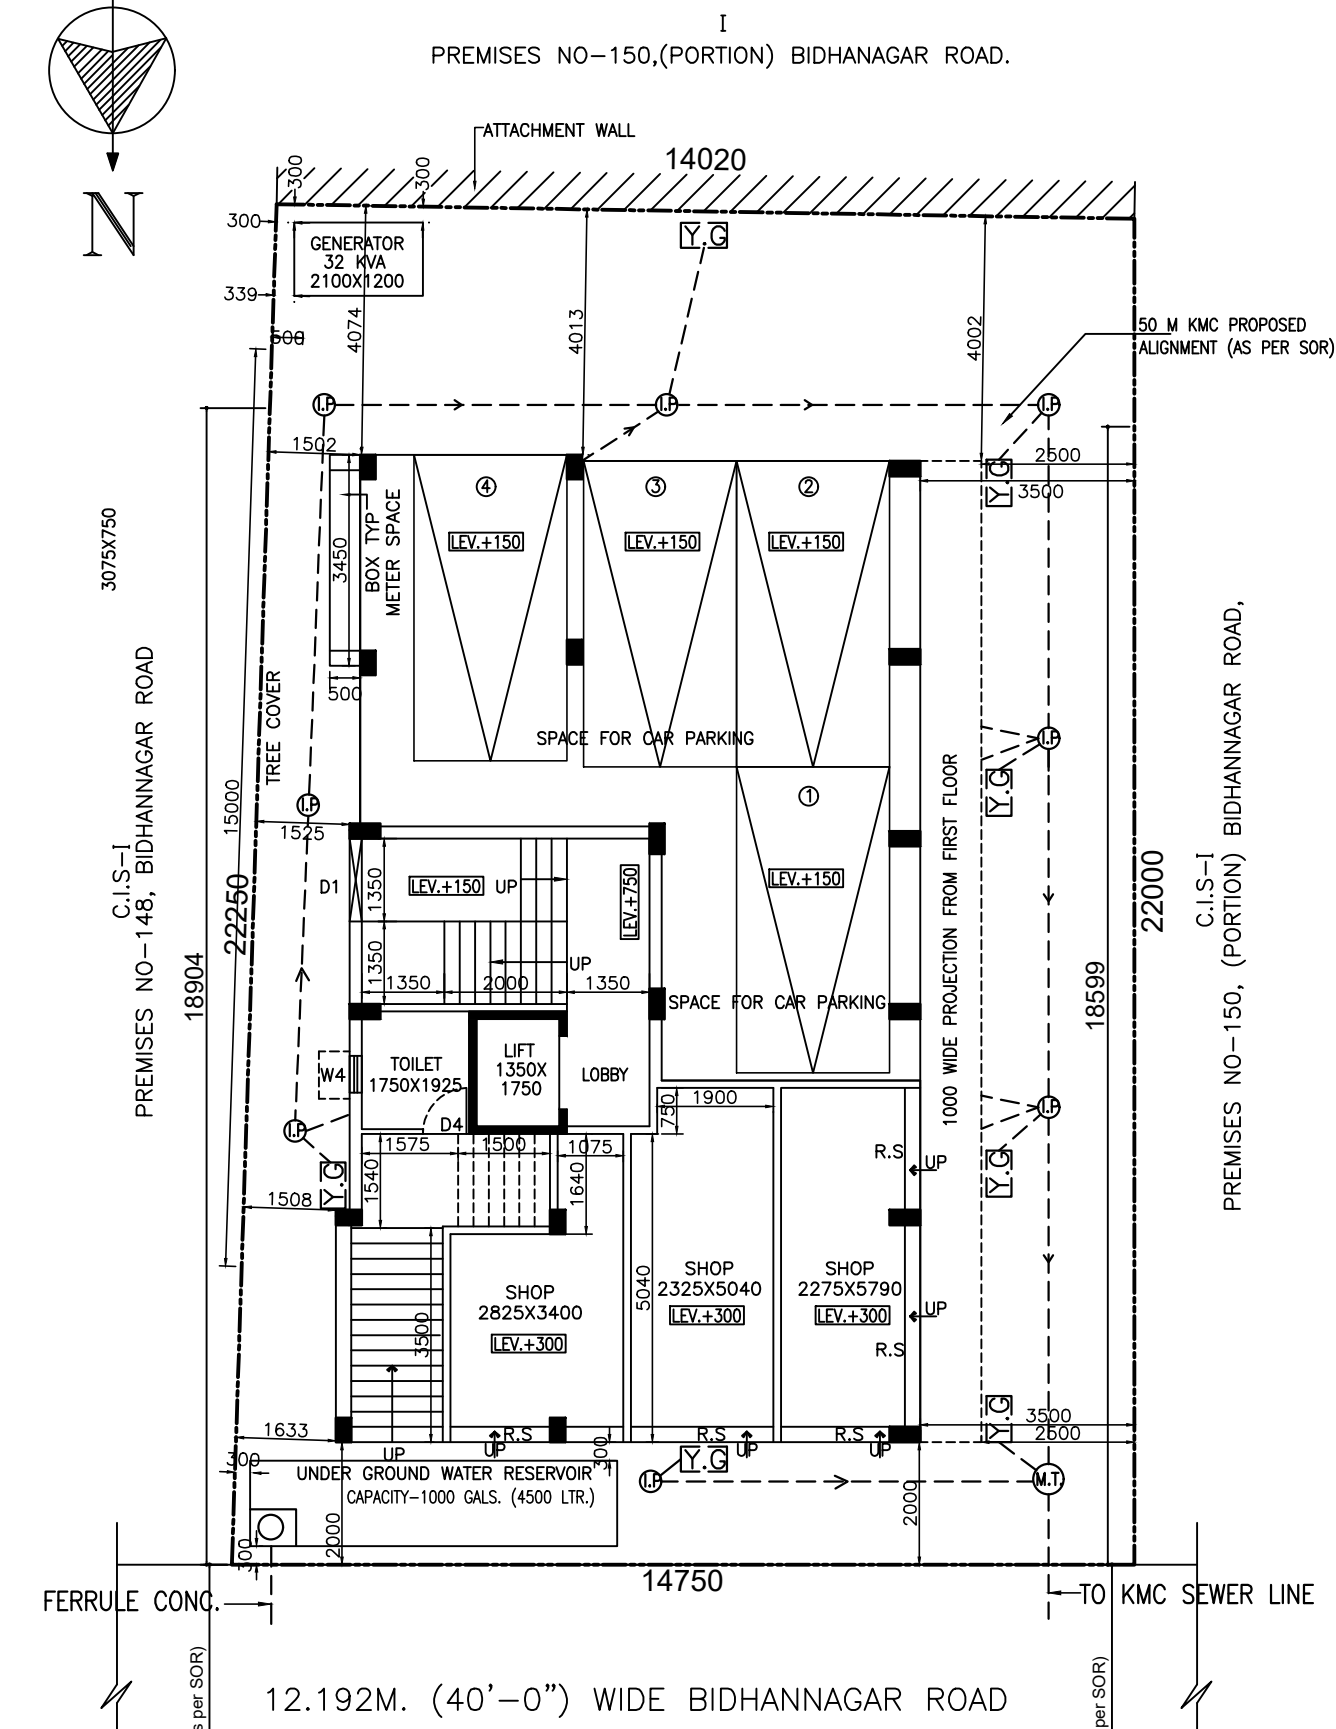 I
PREMISES NO-150,(PORTION) BIDHANAGAR ROAD.
ATTACHMENT WALL
14020
N
300
300
300
Y.G
GENERATOR
32 KVA
2100X1200
339
500
4074
4013
4002
50 M KMC PROPOSED
ALIGNMENT (AS PER SOR)
I.P
I.P
I.P
1502
2500
Y.G
3500
4
3
2
LEV.+150
LEV.+150
LEV.+150
BOX TYP
METER SPACE
3450
3075X750
500
TREE COVER
SPACE FOR CAR PARKING
I.P
Y.G
1
I.P
15000
1525
C.I.S-I
PREMISES NO-148, BIDHANNAGAR ROAD
22250
18904
D1
1350
LEV.+150
UP
LEV.+750
LEV.+150
1000 WIDE PROJECTION FROM FIRST FLOOR
22000
C.I.S-I
PREMISES NO-150, (PORTION) BIDHANNAGAR ROAD,
18599
1350
UP
1350
2000
1350
SPACE FOR CAR PARKING
W4
TOILET
1750X1925
LIFT
1350X
1750
LOBBY
D4
1900
750
I.P
I.P
1575
1500
1075
1540
1640
Y.G
R.S
UP
Y.G
1508
SHOP
2825X3400
LEV.+300
5040
SHOP
2325X5040
LEV.+300
SHOP
2275X5790
LEV.+300
UP
R.S
3500
1633
UP
UP
R.S
300
R.S
UP
R.S
UP
Y.G
3500
2500
300
UNDER GROUND WATER RESERVOIR
CAPACITY-1000 GALS. (4500 LTR.)
Y.G
I.P
M.T.
300
2000
2000
14750
FERRULE CONC.
TO KMC SEWER LINE
s per SOR)
per SOR)
12.192M. (40'-0") WIDE BIDHANNAGAR ROAD